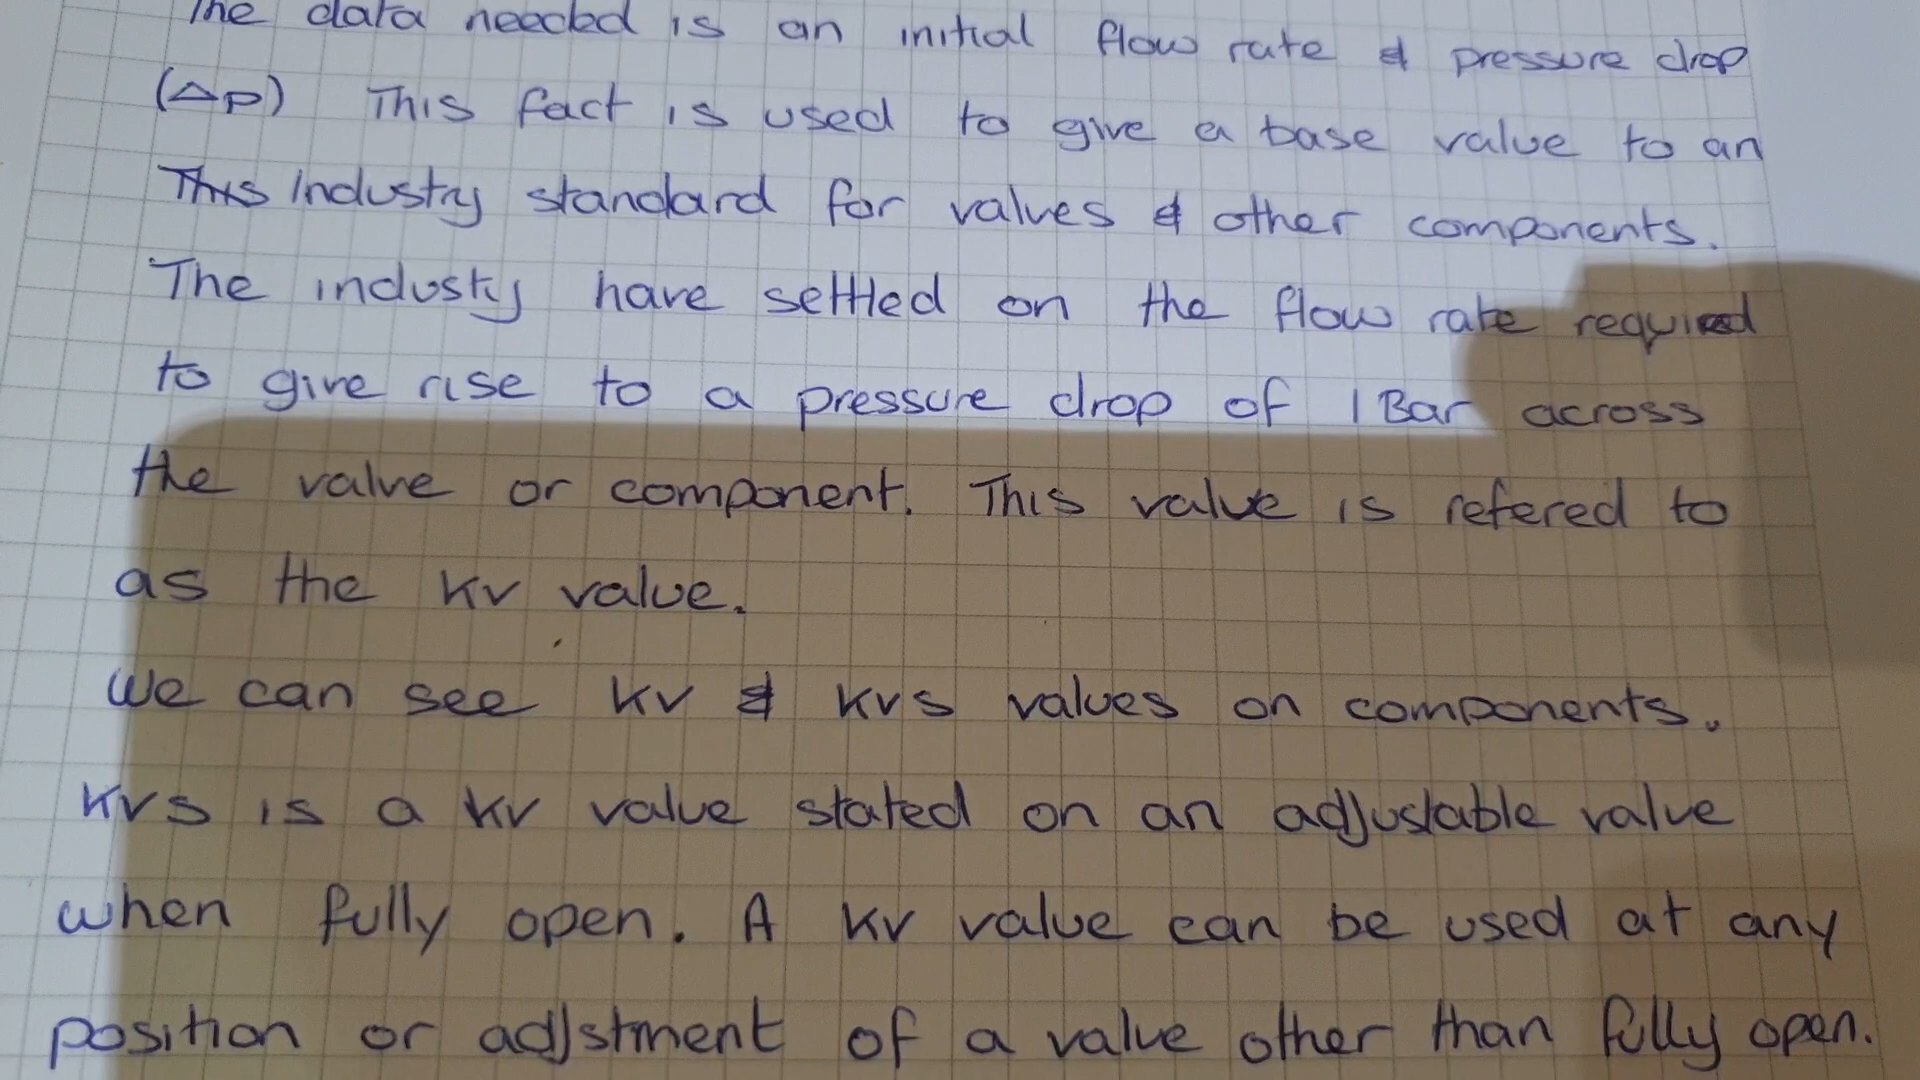 The data needed is an initial flow rate & pressure drop
(Δp) This fact is used to give a base value to an
This Industry standard for valves & other components.
The industy have settled on the flow rate required
to give rise to a pressure drop of 1 Bar across
the valve or component. This value is refered to
as the Kv value.
We can see Kv & Kvs values on components.
Kvs is a Kv value stated on an adjustable valve
when fully open. A Kv value can be used at any
position or adjstment of a valve other than fully open.